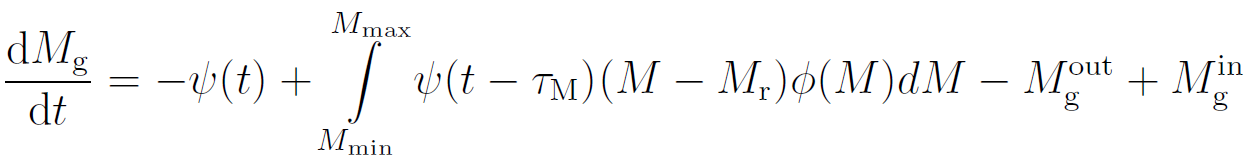 dM_g/dt = −ψ(t) + ∫_{M_min}^{M_max} ψ(t − τ_M)(M − M_r)ϕ(M)dM − M_g^out + M_g^in